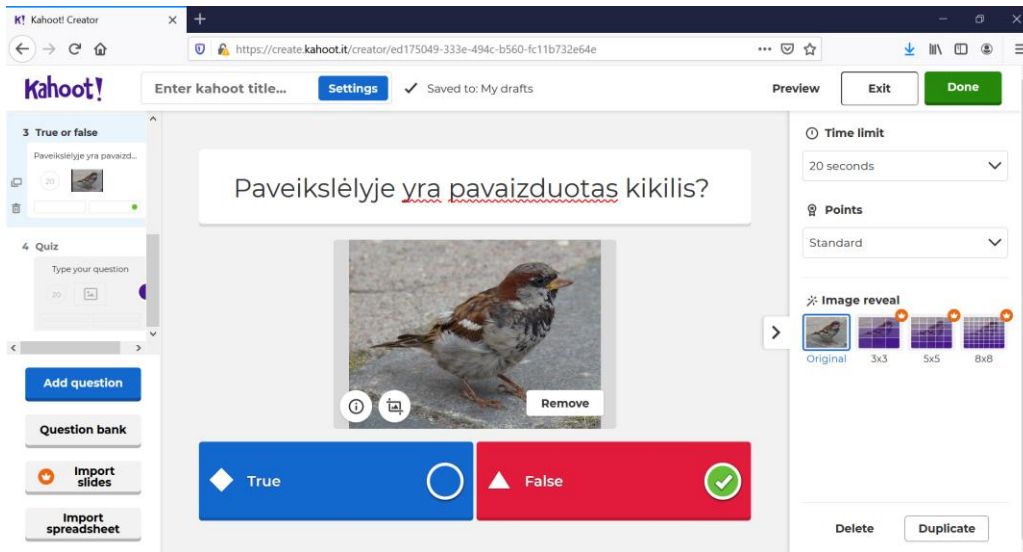 K! Kahoot! Creator
https://create.kahoot.it/creator/ed175049-333e-494c-b560-fc11b732e64e
Kahoot!
Enter kahoot title...
Settings
Saved to: My drafts
Preview
Exit
Done
3 True or false
Paveikslėlyje yra pavaizd...
20
4 Quiz
Type your question
20
Add question
Question bank
Import
slides
Import
spreadsheet
Paveikslėlyje yra pavaizduotas kikilis?
Remove
True
False
Time limit
20 seconds
Points
Standard
Image reveal
Original 3x3 5x5 8x8
Delete
Duplicate